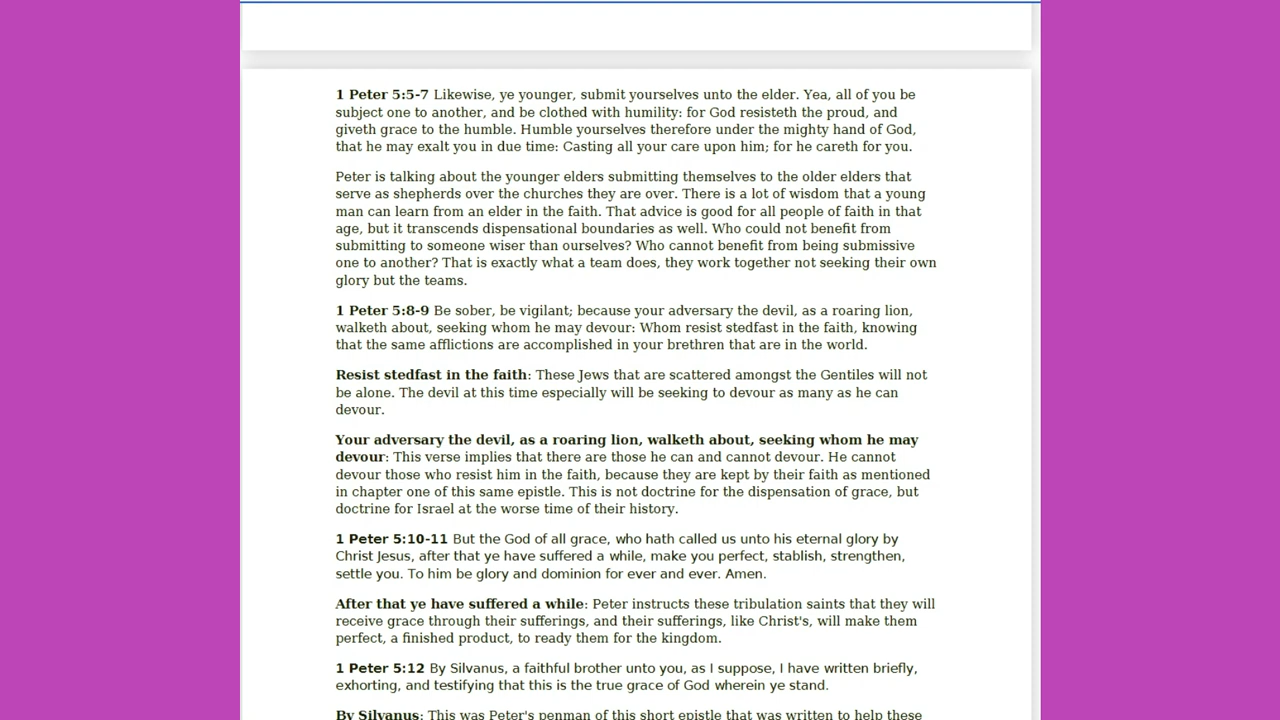 1 Peter 5:5-7 Likewise, ye younger, submit yourselves unto the elder. Yea, all of you be
subject one to another, and be clothed with humility: for God resisteth the proud, and
giveth grace to the humble. Humble yourselves therefore under the mighty hand of God,
that he may exalt you in due time: Casting all your care upon him; for he careth for you.
Peter is talking about the younger elders submitting themselves to the older elders that
serve as shepherds over the churches they are over. There is a lot of wisdom that a young
man can learn from an elder in the faith. That advice is good for all people of faith in that
age, but it transcends dispensational boundaries as well. Who could not benefit from
submitting to someone wiser than ourselves? Who cannot benefit from being submissive
one to another? That is exactly what a team does, they work together not seeking their own
glory but the teams.
1 Peter 5:8-9 Be sober, be vigilant; because your adversary the devil, as a roaring lion,
walketh about, seeking whom he may devour: Whom resist stedfast in the faith, knowing
that the same afflictions are accomplished in your brethren that are in the world.
Resist stedfast in the faith: These Jews that are scattered amongst the Gentiles will not
be alone. The devil at this time especially will be seeking to devour as many as he can
devour.
Your adversary the devil, as a roaring lion, walketh about, seeking whom he may
devour: This verse implies that there are those he can and cannot devour. He cannot
devour those who resist him in the faith, because they are kept by their faith as mentioned
in chapter one of this same epistle. This is not doctrine for the dispensation of grace, but
doctrine for Israel at the worse time of their history.
1 Peter 5:10-11 But the God of all grace, who hath called us unto his eternal glory by
Christ Jesus, after that ye have suffered a while, make you perfect, stablish, strengthen,
settle you. To him be glory and dominion for ever and ever. Amen.
After that ye have suffered a while: Peter instructs these tribulation saints that they will
receive grace through their sufferings, and their sufferings, like Christ's, will make them
perfect, a finished product, to ready them for the kingdom.
1 Peter 5:12 By Silvanus, a faithful brother unto you, as I suppose, I have written briefly,
exhorting, and testifying that this is the true grace of God wherein ye stand.
By Silvanus: This was Peter's penman of this short epistle that was written to help these